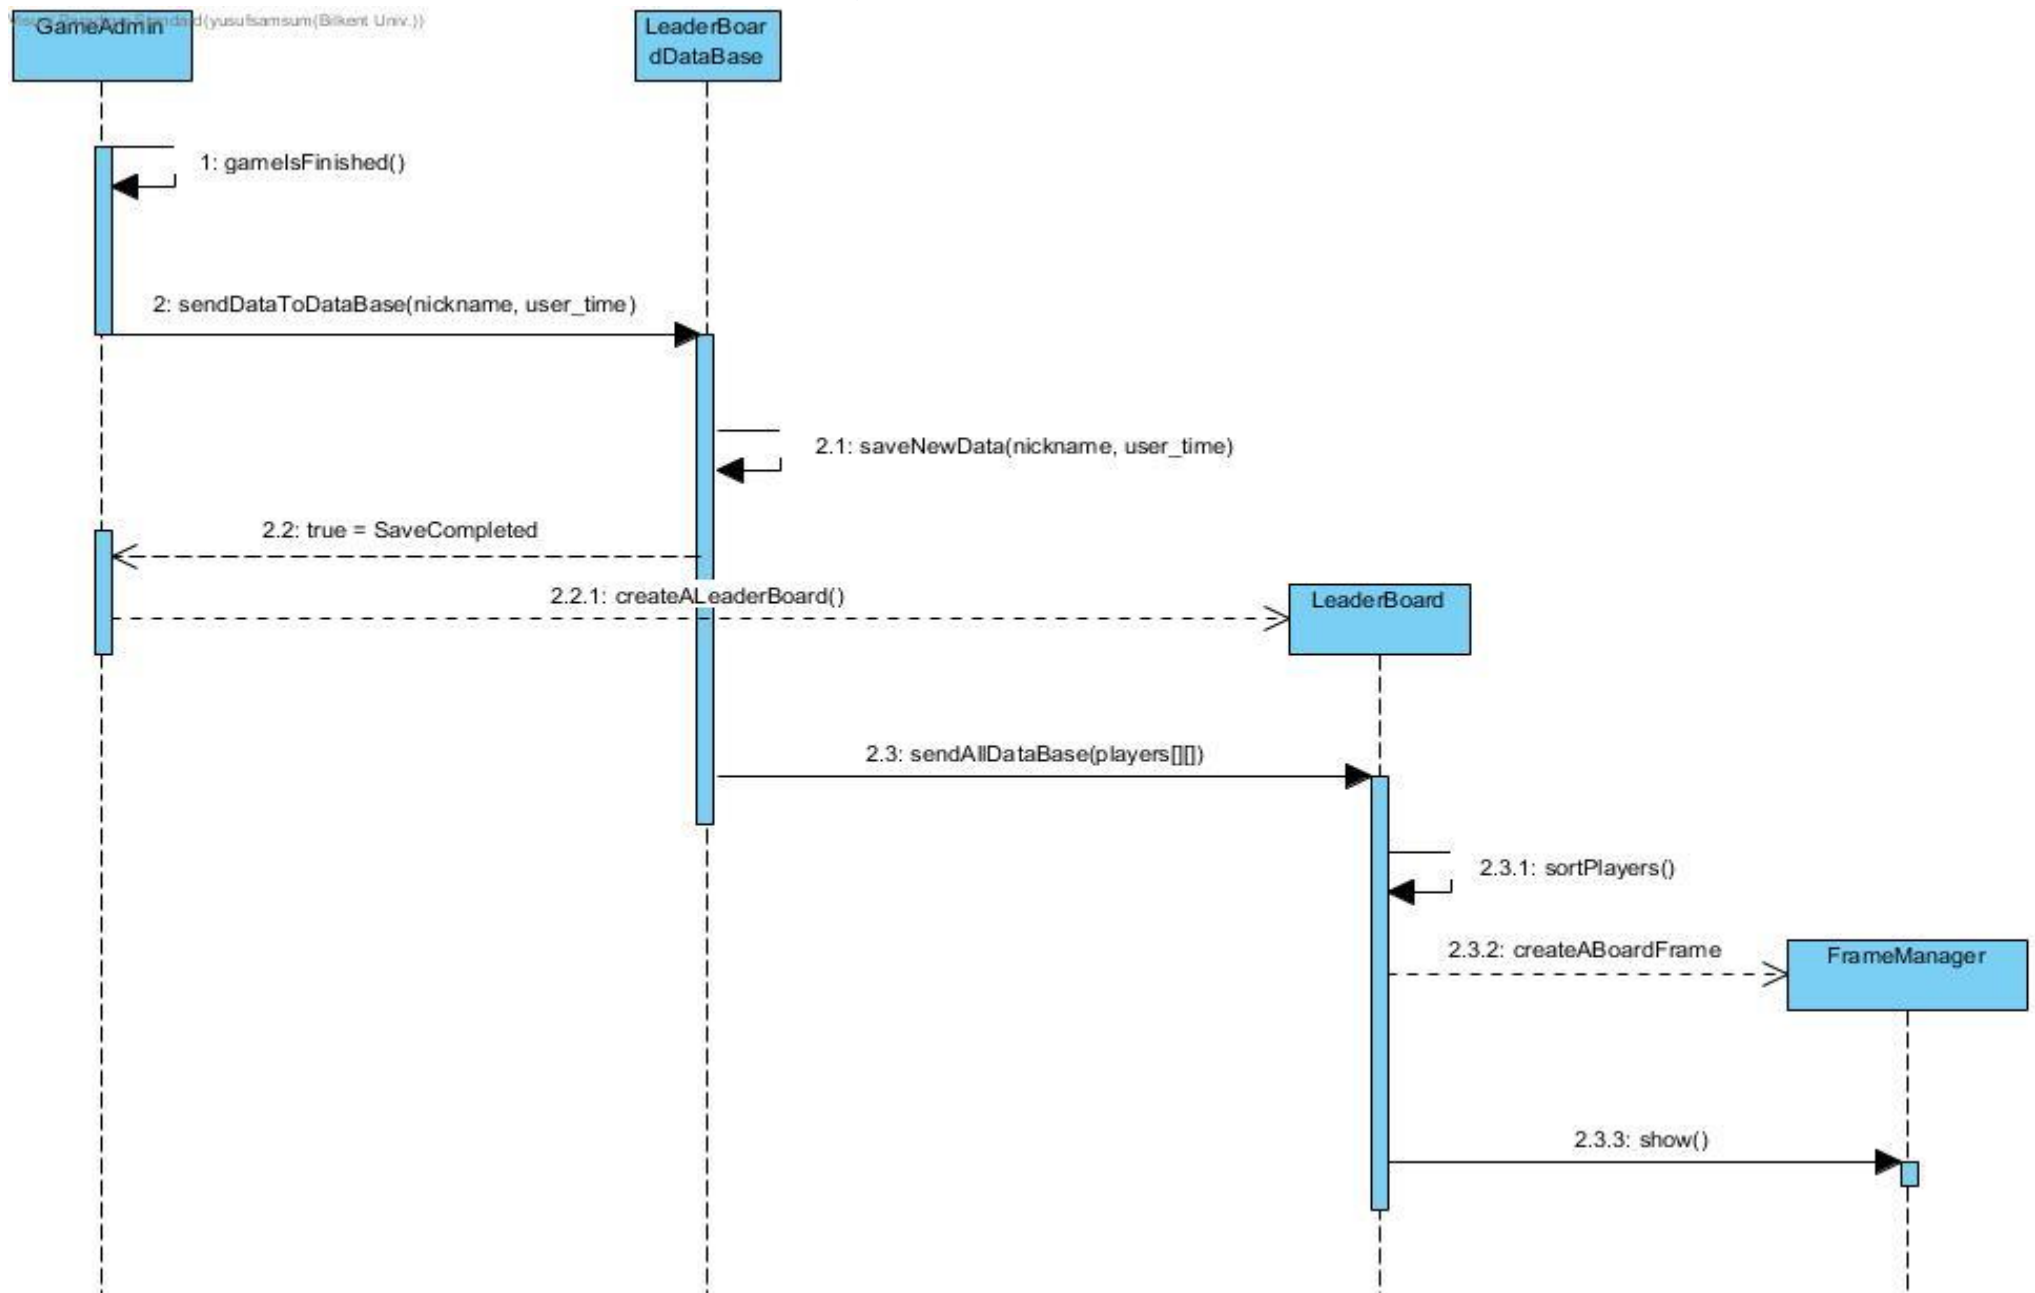 (yusufsamsum(Bilkent Univ.))
GameAdmin
LeaderBoar
dDataBase
1: gameIsFinished()
2: sendDataToDataBase(nickname, user_time)
2.1: saveNewData(nickname, user_time)
2.2: true = SaveCompleted
2.2.1: createALeaderBoard()
LeaderBoard
2.3: sendAllDataBase(players[][])
2.3.1: sortPlayers()
2.3.2: createABoardFrame
FrameManager
2.3.3: show()